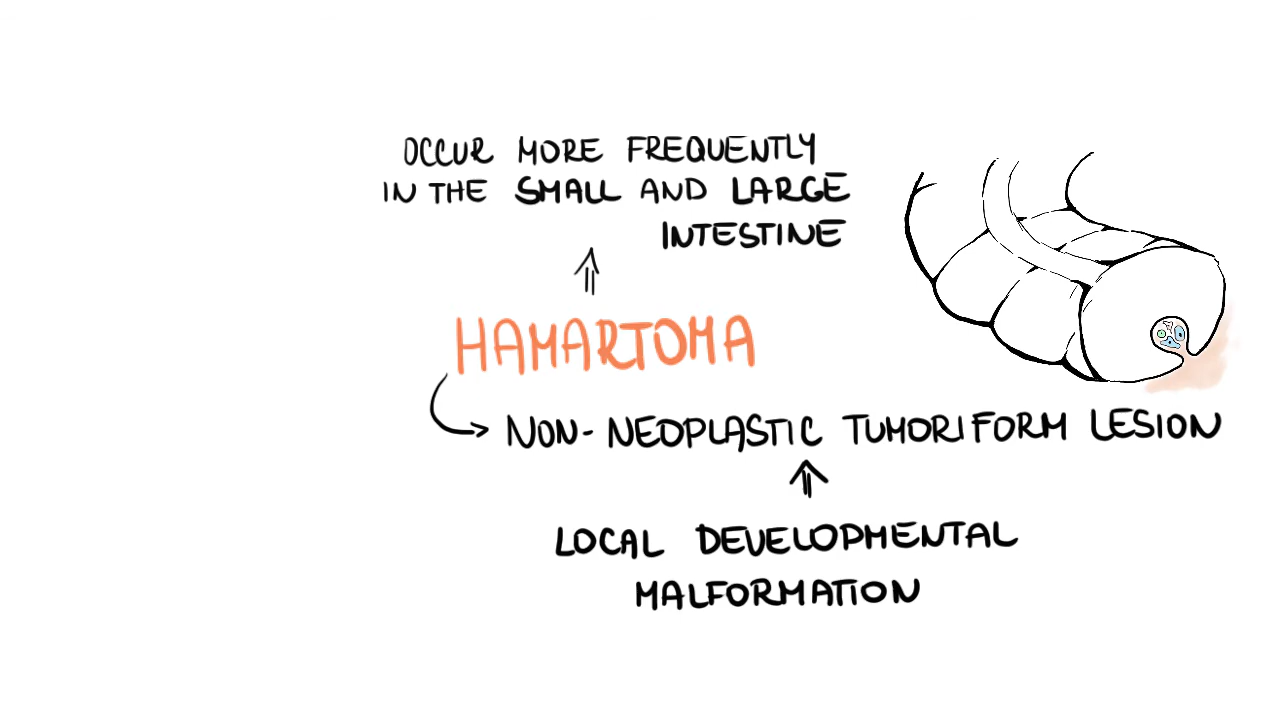 OCCUR MORE FREQUENTLY
IN THE SMALL AND LARGE
INTESTINE
HAMARTOMA
NON-NEOPLASTIC TUMORIFORM LESION
LOCAL DEVELOPMENTAL
MALFORMATION